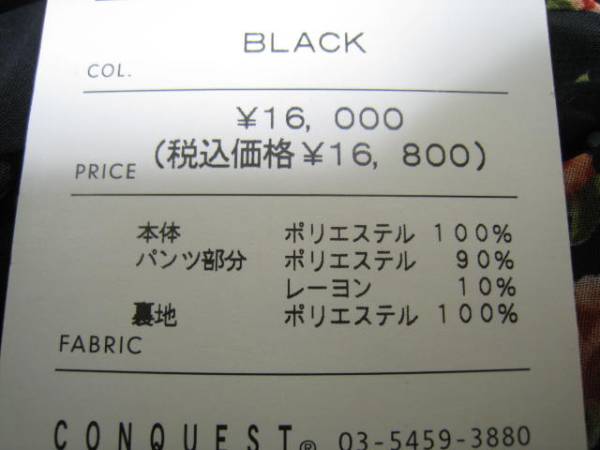 BLACK
COL.
¥16, 000
PRICE (税込価格¥16, 800)
本体 ポリエステル 100%
パンツ部分 ポリエステル 90%
レーヨン 10%
裏地 ポリエステル 100%
FABRIC
CONQUEST® 03-5459-3880